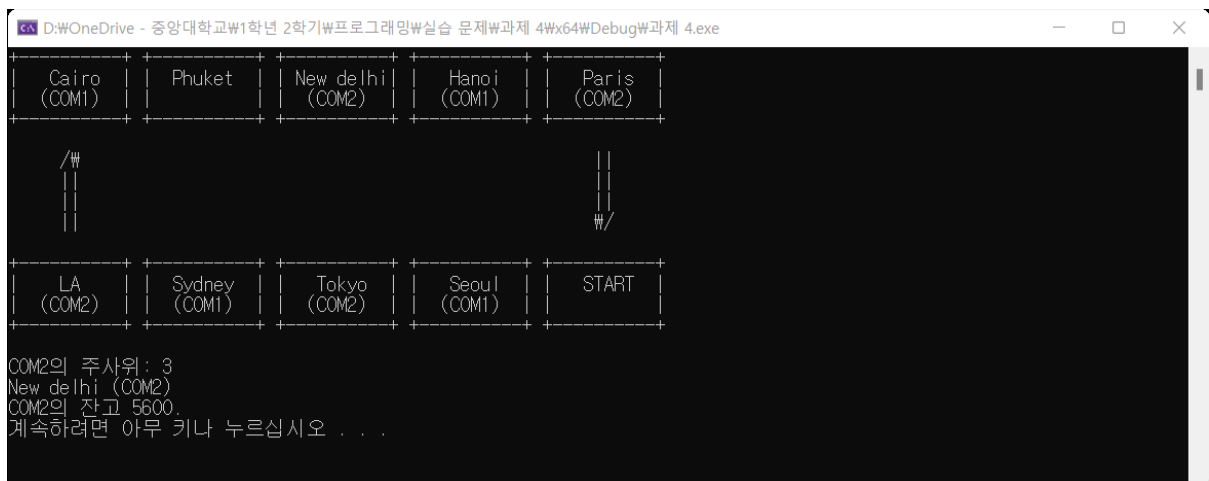 D:₩OneDrive - 중앙대학교₩1학년 2학기₩프로그래밍₩실습 문제₩과제 4₩x64₩Debug₩과제 4.exe
+-----------+ +-----------+ +-----------+ +-----------+ +-----------+
|   Cairo   | |  Phuket   | | New delhi| |   Hanoi   | |   Paris   |
|  (COM1)   | |           | |  (COM2)   | |  (COM1)   | |  (COM2)   |
+-----------+ +-----------+ +-----------+ +-----------+ +-----------+
/₩ ||
|| ||
|| ||
|| ₩/
+-----------+ +-----------+ +-----------+ +-----------+ +-----------+
|    LA     | |  Sydney   | |   Tokyo   | |   Seoul   | |   START   |
|  (COM2)   | |  (COM1)   | |  (COM2)   | |  (COM1)   | |           |
+-----------+ +-----------+ +-----------+ +-----------+ +-----------+
COM2의 주사위: 3
New delhi (COM2)
COM2의 잔고 5600.
계속하려면 아무 키나 누르십시오 . . .